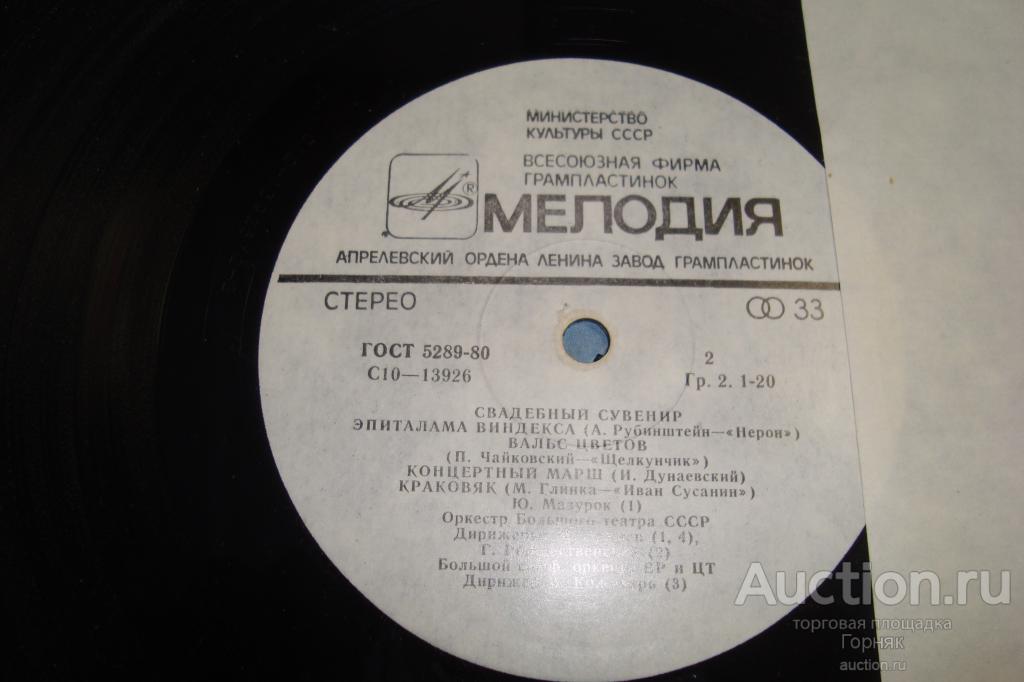 МИНИСТЕРСТВО
КУЛЬТУРЫ СССР
ВСЕСОЮЗНАЯ ФИРМА
ГРАМПЛАСТИНОК
®
МЕЛОДИЯ
АПРЕЛЕВСКИЙ ОРДЕНА ЛЕНИНА ЗАВОД ГРАМПЛАСТИНОК
СТЕРЕО
33
ГОСТ 5289-80
2
С10—13926
Гр. 2. 1-20
СВАДЕБНЫЙ СУВЕНИР
ЭПИТАЛАМА ВИНДЕКСА (А. Рубинштейн—«Нерон»)
ВАЛЬС ЦВЕТОВ
(П. Чайковский—«Щелкунчик»)
КОНЦЕРТНЫЙ МАРШ (И. Дунаевский)
КРАКОВЯК (М. Глинка—«Иван Сусанин»)
Ю. Мазурок (1)
Оркестр Большого театра СССР
(1, 4),
Г. (2)
Большой оркестр ВР и ЦТ
(3)
Auction.ru
торговая площадка
Горняк
auction.ru